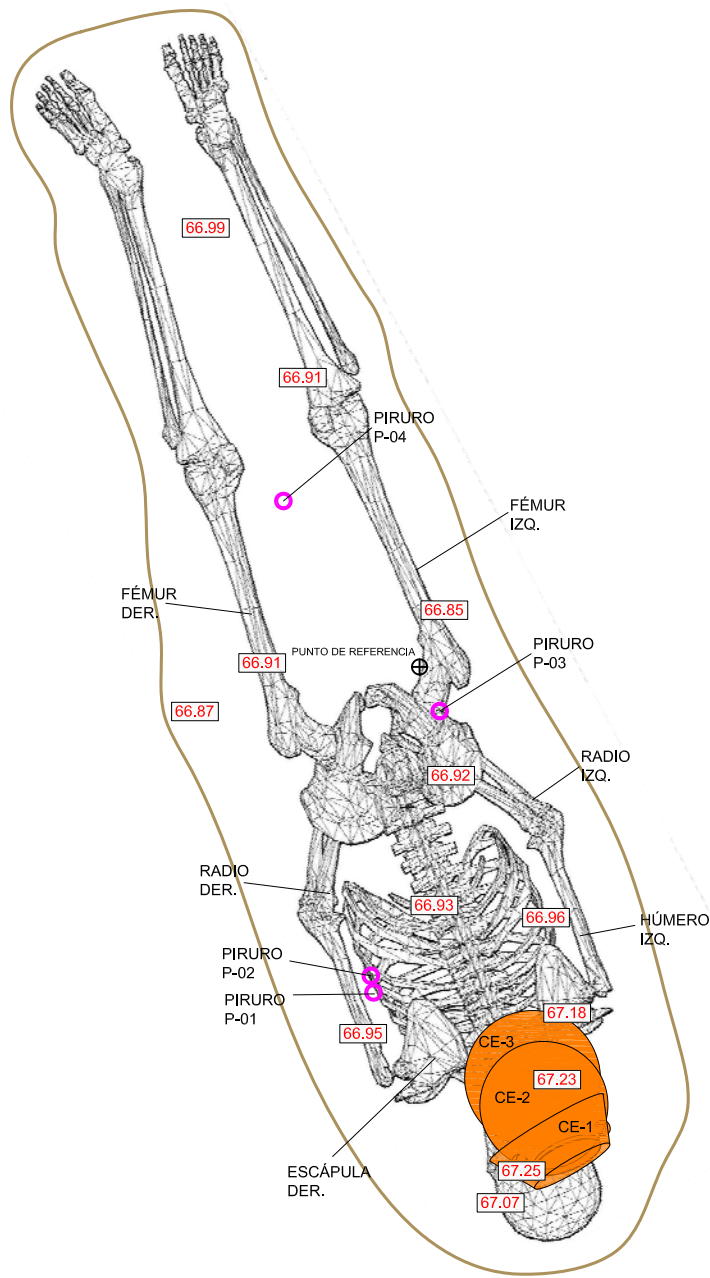 66.99
66.91
PIRURO
P-04
FÉMUR
IZQ.
FÉMUR
DER.
66.85
PUNTO DE REFERENCIA
66.91
PIRURO
P-03
66.87
66.92
RADIO
IZQ.
RADIO
DER.
66.93
66.96
HÚMERO
IZQ.
PIRURO
P-02
PIRURO
P-01
67.18
66.95
CE-3
67.23
CE-2
CE-1
ESCÁPULA
DER.
67.25
67.07